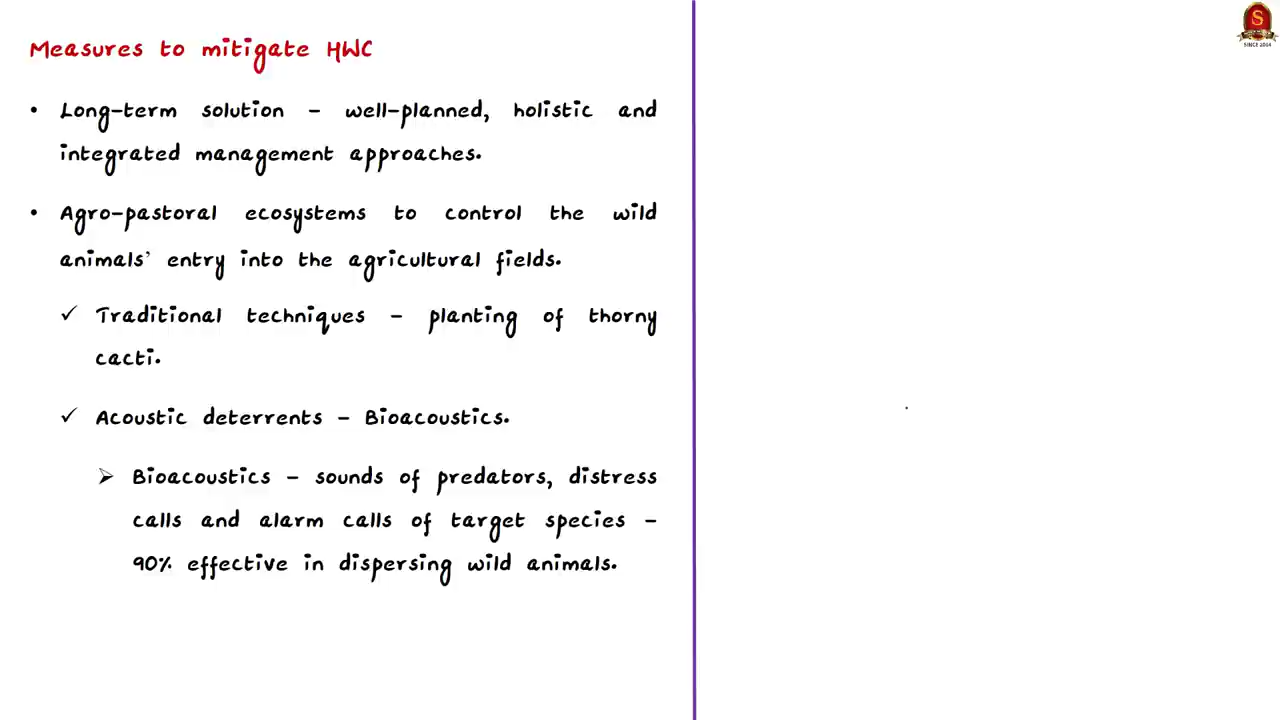 Measures to mitigate HWC
• Long-term solution – well-planned, holistic and
integrated management approaches.
• Agro-pastoral ecosystems to control the wild
animals' entry into the agricultural fields.
✓ Traditional techniques – planting of thorny
cacti.
✓ Acoustic deterrents – Bioacoustics.
➢ Bioacoustics – sounds of predators, distress
calls and alarm calls of target species –
90% effective in dispersing wild animals.
S
SINCE 2014